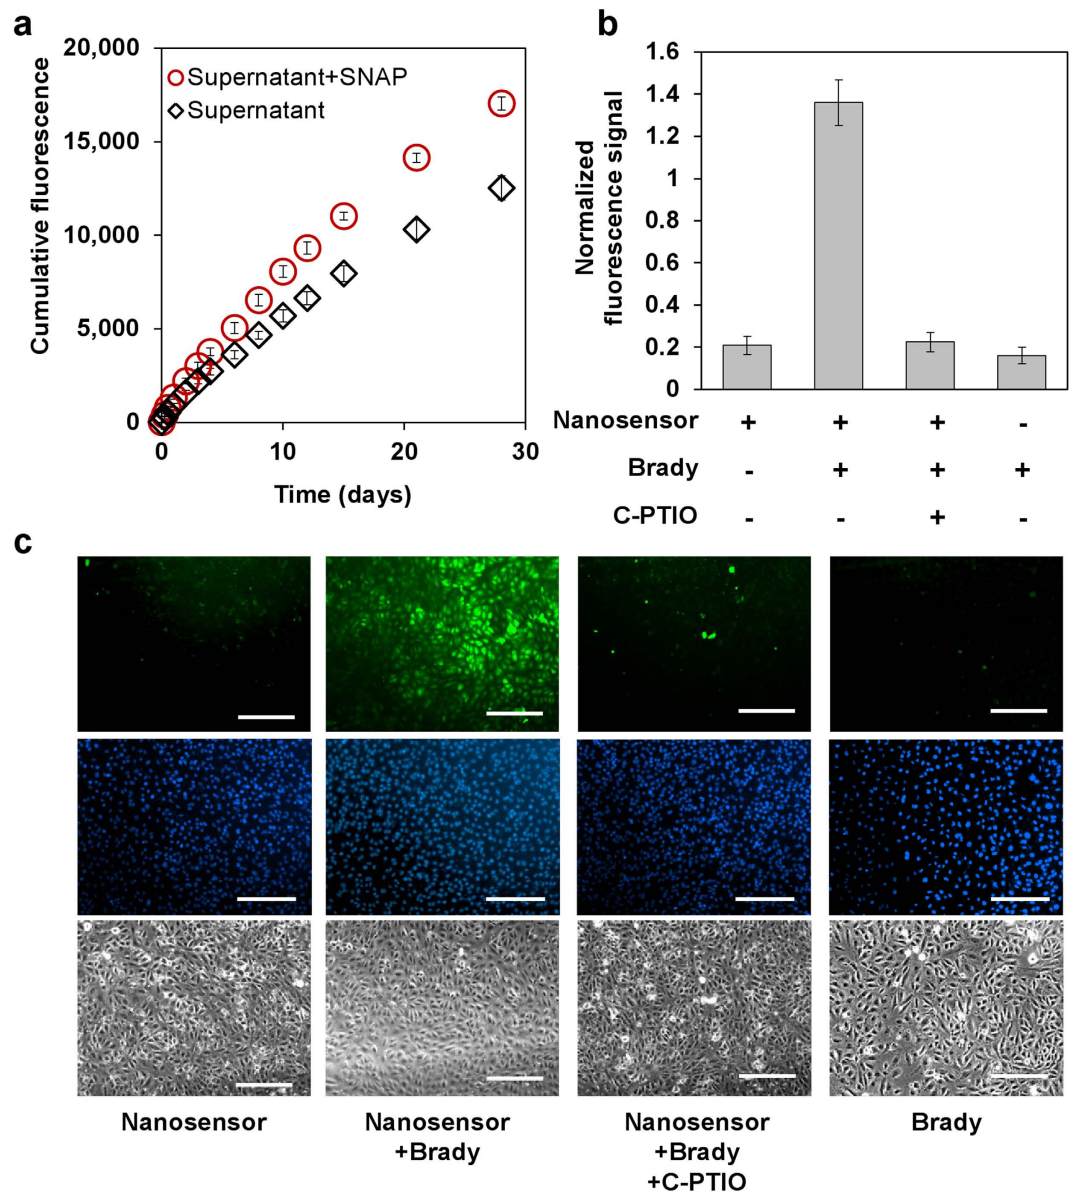 a
20,000
15,000
10,000
5,000
0
0 10 20 30
Cumulative fluorescence
Time (days)
Supernatant+SNAP
Supernatant
b
1.6
1.4
1.2
1
0.8
0.6
0.4
0.2
0
Normalized
fluorescence signal
Nanosensor + + + -
Brady - + + +
C-PTIO - - + -
c
Nanosensor
Nanosensor
+Brady
Nanosensor
+Brady
+C-PTIO
Brady